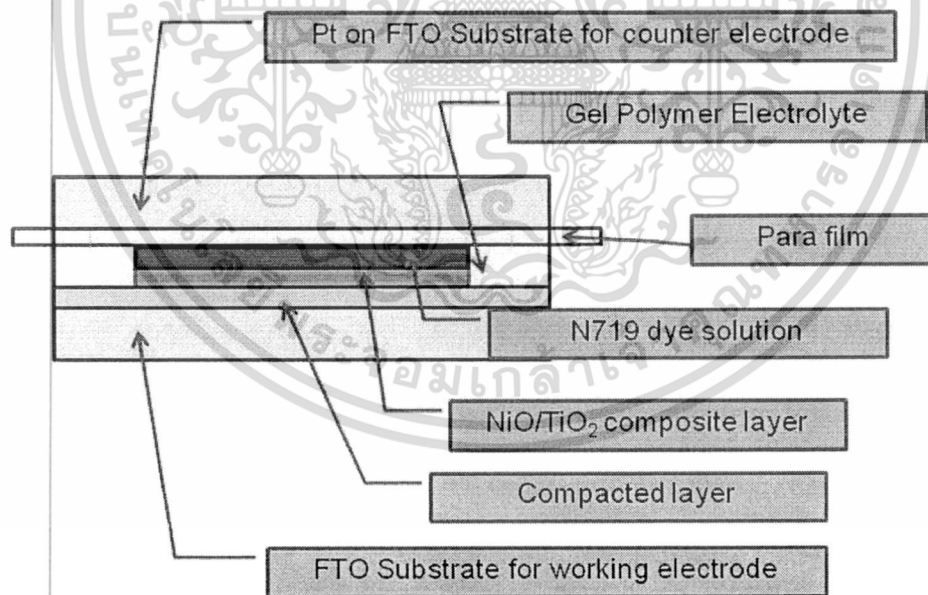 Pt on FTO Substrate for counter electrode
Gel Polymer Electrolyte
Para film
N719 dye solution
NiO/TiO₂ composite layer
Compacted layer
FTO Substrate for working electrode